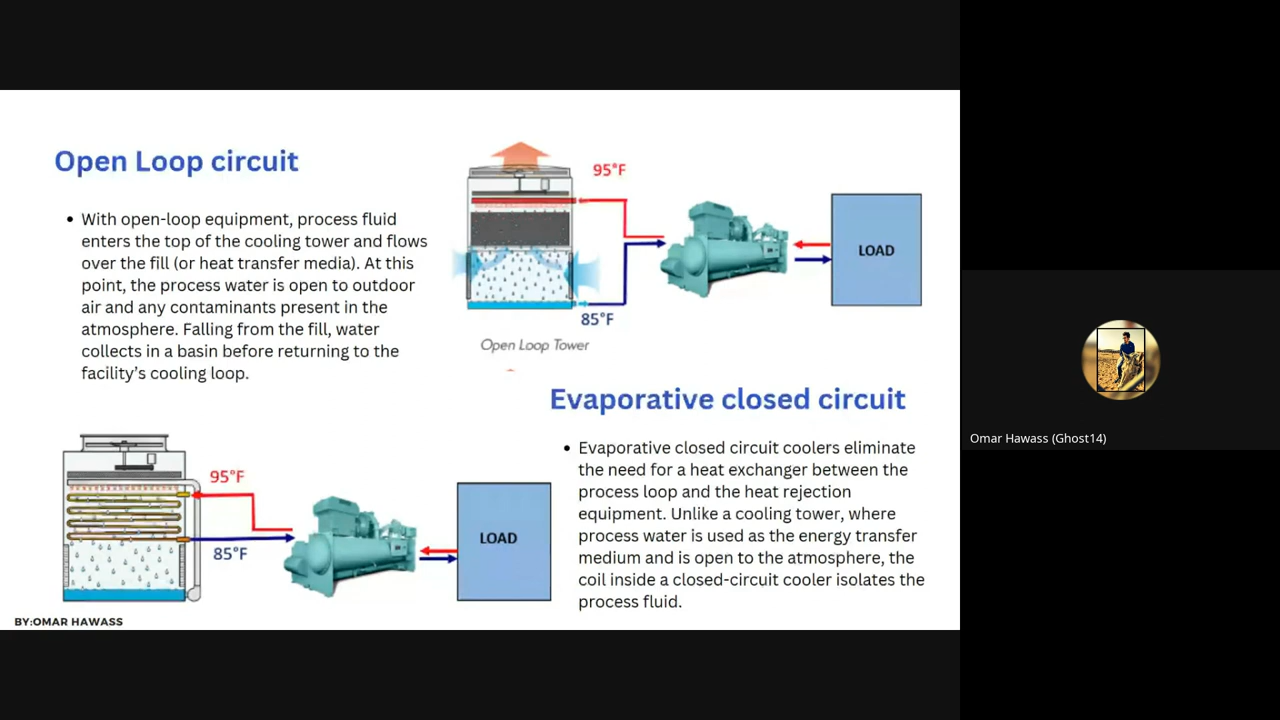 Open Loop circuit
• With open-loop equipment, process fluid
enters the top of the cooling tower and flows
over the fill (or heat transfer media). At this
point, the process water is open to outdoor
air and any contaminants present in the
atmosphere. Falling from the fill, water
collects in a basin before returning to the
facility’s cooling loop.
95°F
LOAD
85°F
Open Loop Tower
Evaporative closed circuit
• Evaporative closed circuit coolers eliminate
the need for a heat exchanger between the
process loop and the heat rejection
equipment. Unlike a cooling tower, where
process water is used as the energy transfer
medium and is open to the atmosphere, the
coil inside a closed-circuit cooler isolates the
process fluid.
95°F
LOAD
85°F
BY:OMAR HAWASS
Omar Hawass (Ghost14)